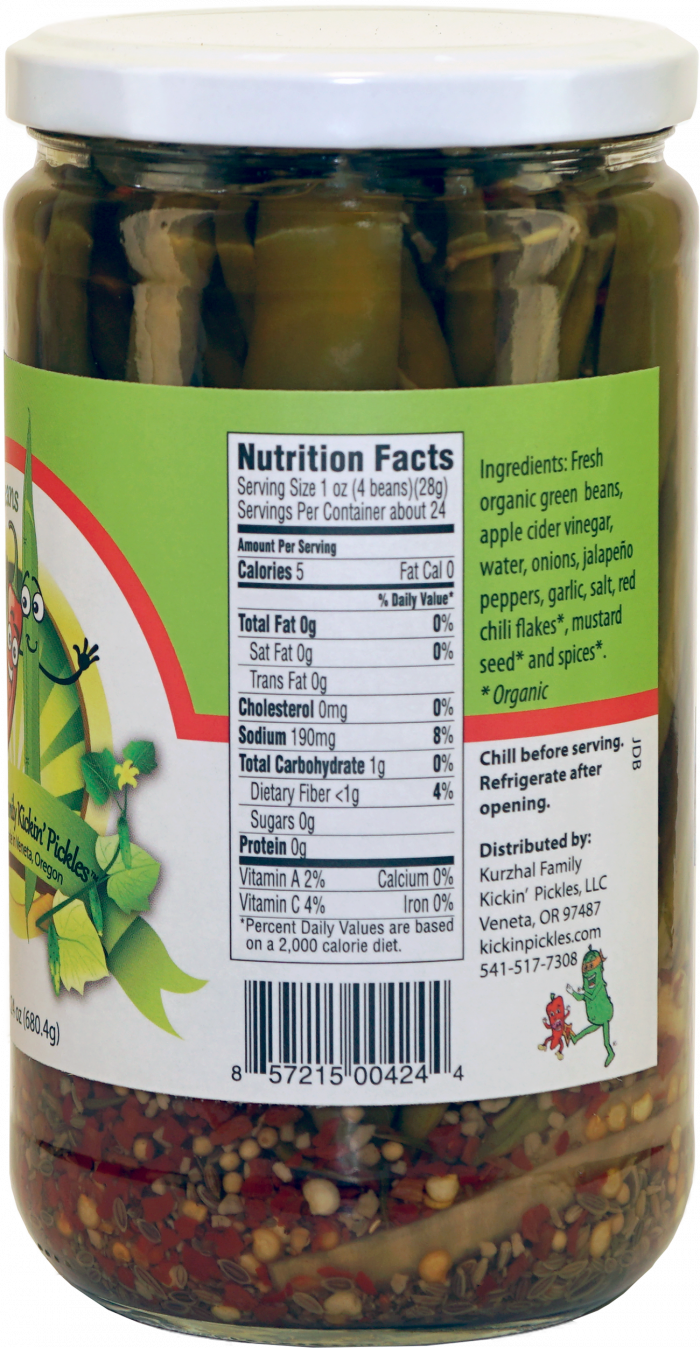 Nutrition Facts
Serving Size 1 oz (4 beans)(28g)
Servings Per Container about 24
Amount Per Serving
Calories 5 Fat Cal 0
% Daily Value*
Total Fat 0g 0%
Sat Fat 0g 0%
Trans Fat 0g
Cholesterol 0mg 0%
Sodium 190mg 8%
Total Carbohydrate 1g 0%
Dietary Fiber <1g 4%
Sugars 0g
Protein 0g
Vitamin A 2% Calcium 0%
Vitamin C 4% Iron 0%
*Percent Daily Values are based
on a 2,000 calorie diet.
8 57215 00424 4
Ingredients: Fresh
organic green beans,
apple cider vinegar,
water, onions, jalapeño
peppers, garlic, salt, red
chili flakes*, mustard
seed* and spices*.
* Organic
Chill before serving.
Refrigerate after
opening.
JDB
Distributed by:
Kurzhal Family
Kickin' Pickles, LLC
Veneta, OR 97487
kickinpickles.com
541-517-7308
Kickin' Pickles™
in Veneta, Oregon
oz (680.4g)